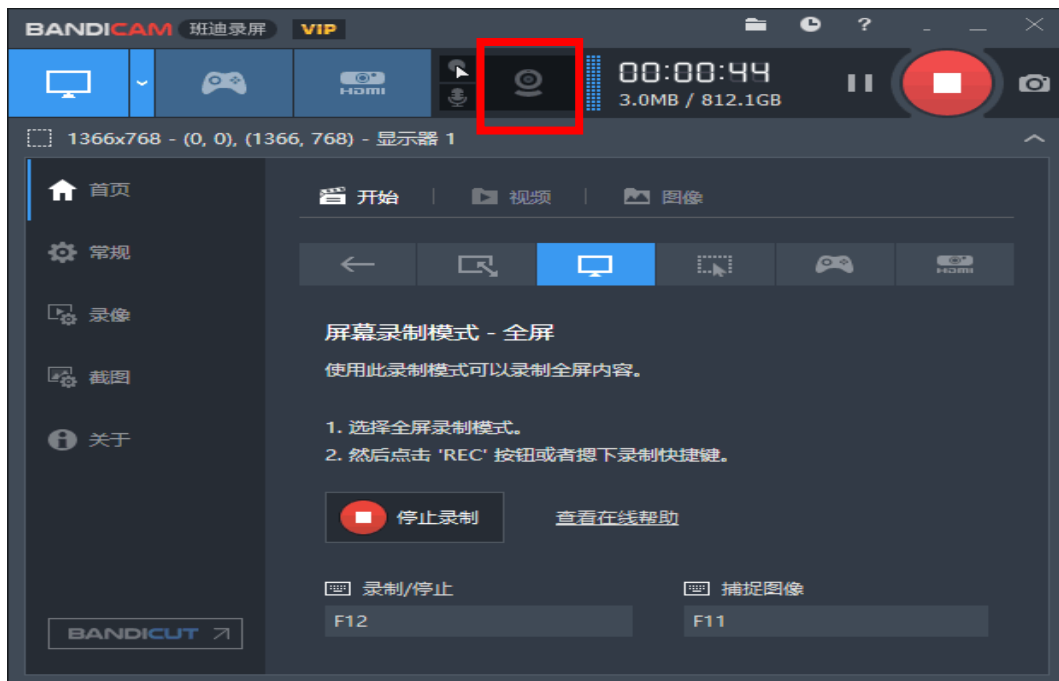 BANDICAM 班迪录屏 VIP
?
HDMI
00:00:44
3.0MB / 812.1GB
1366x768 - (0, 0), (1366, 768) - 显示器 1
首页
常规
录像
截图
关于
BANDICUT
开始 视频 图像
HDMI
屏幕录制模式 - 全屏
使用此录制模式可以录制全屏内容。
1. 选择全屏录制模式。
2. 然后点击 'REC' 按钮或者摁下录制快捷键。
停止录制 查看在线帮助
录制/停止 捕捉图像
F12 F11